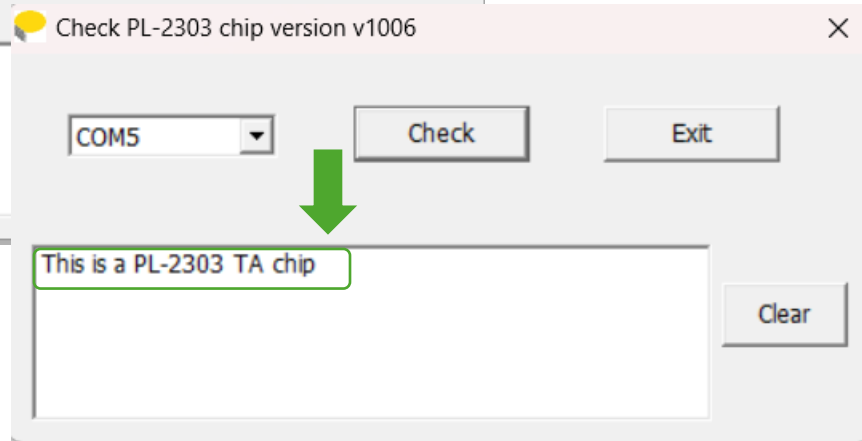 Check PL-2303 chip version v1006
COM5
Check
Exit
This is a PL-2303 TA chip
Clear